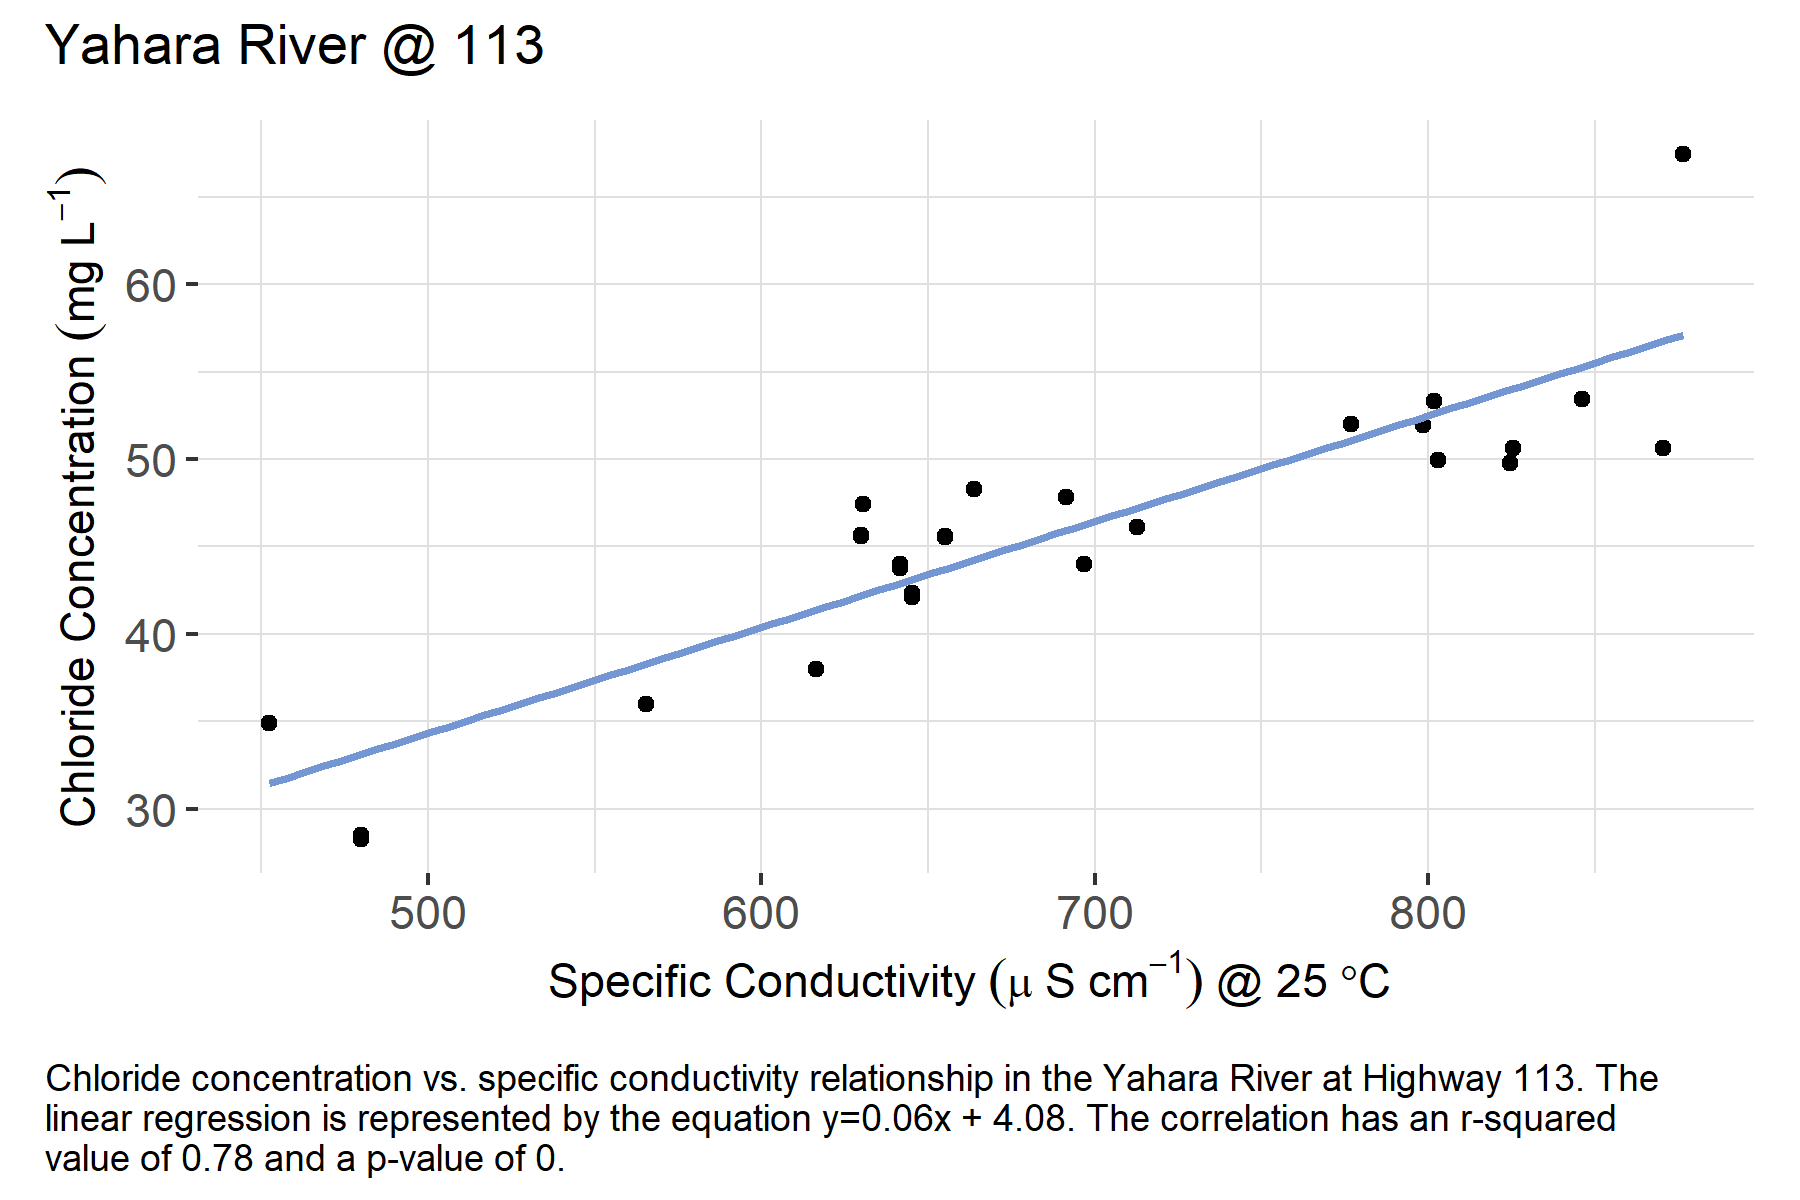 Yahara River @ 113
Chloride Concentration (mg L⁻¹)
60
50
40
30
500 600 700 800
Specific Conductivity (μ S cm⁻¹) @ 25 °C
Chloride concentration vs. specific conductivity relationship in the Yahara River at Highway 113. The
linear regression is represented by the equation y=0.06x + 4.08. The correlation has an r-squared
value of 0.78 and a p-value of 0.